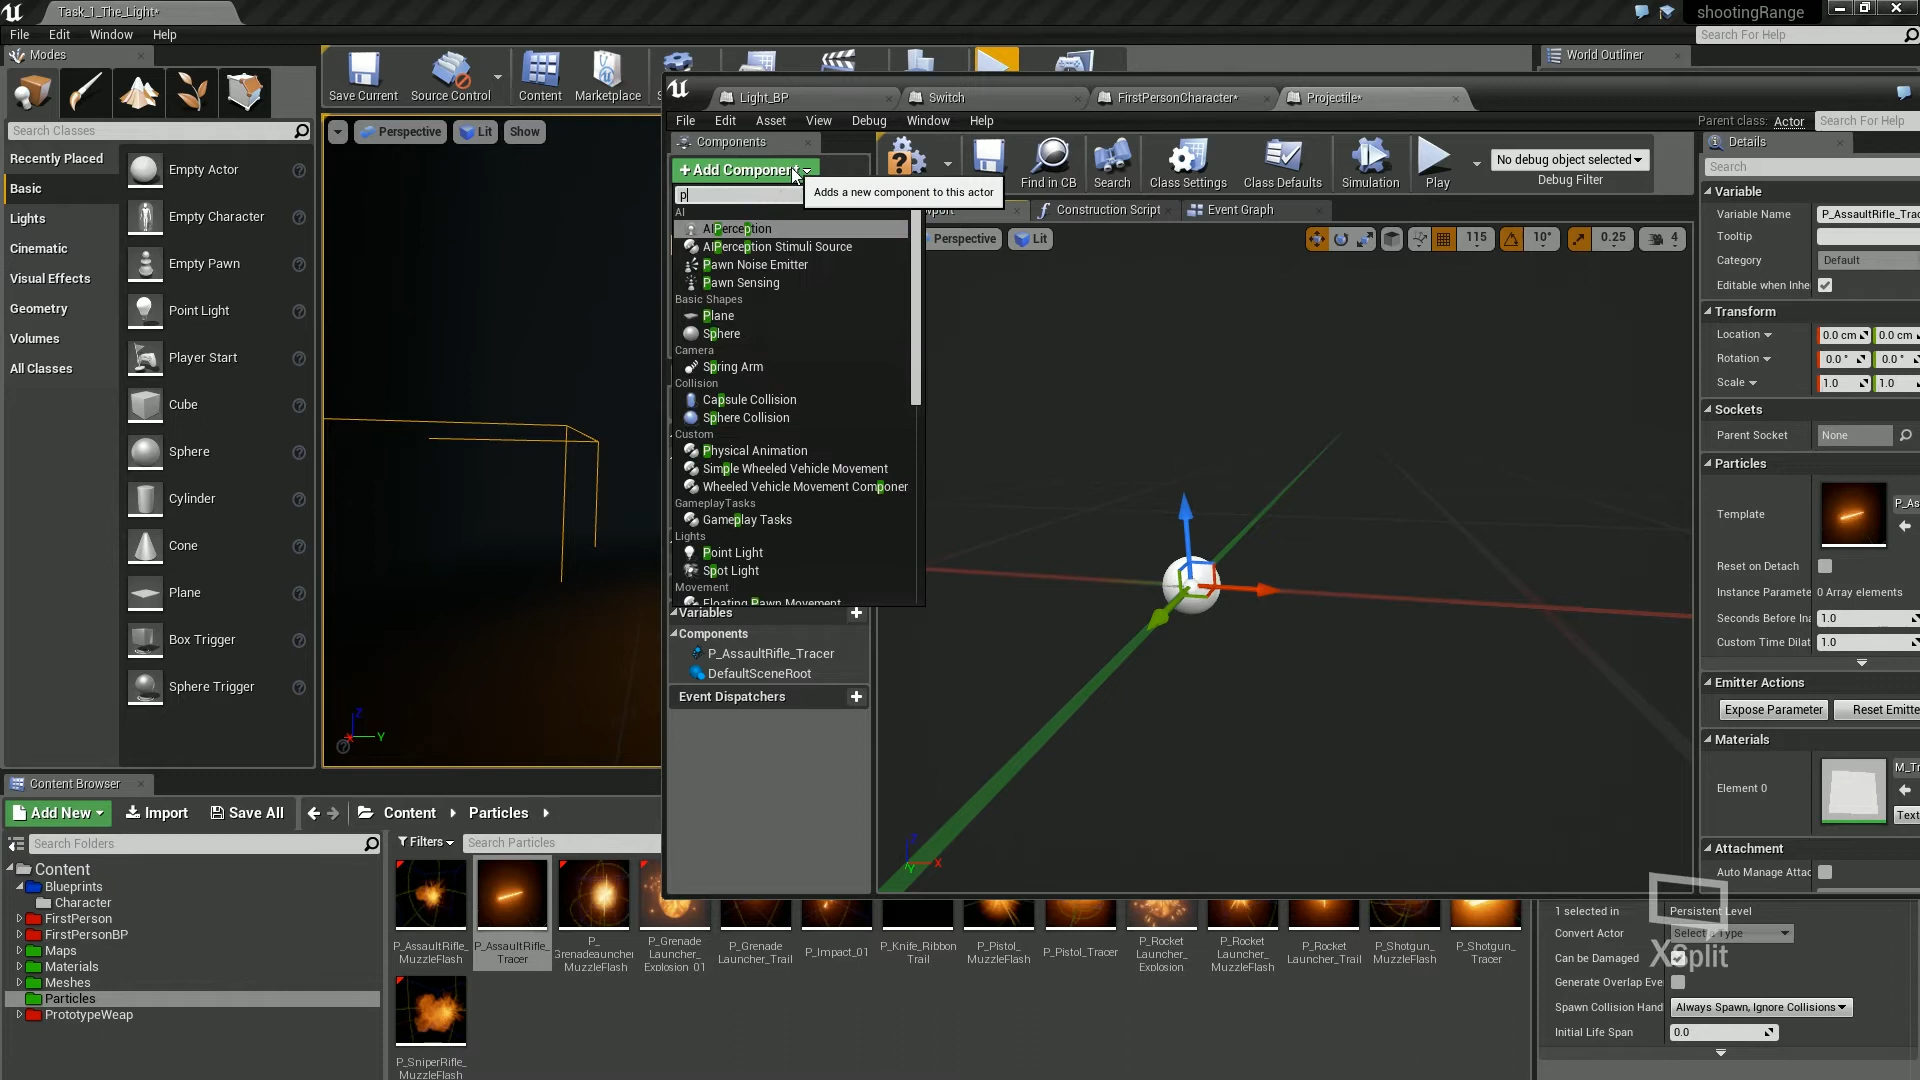 Task_1_The_Light*
shootingRange
File Edit Window Help
Search For Help
Modes
World Outliner
Save Current
Source Control
Content
Marketplace
Search Classes
Recently Placed
Basic
Lights
Cinematic
Visual Effects
Geometry
Volumes
All Classes
Empty Actor
Empty Character
Empty Pawn
Point Light
Player Start
Cube
Sphere
Cylinder
Cone
Plane
Box Trigger
Sphere Trigger
Perspective
Lit
Show
Z
X
Y
Light_BP
Switch
FirstPersonCharacter*
Projectile*
File Edit Asset View Debug Window Help
Parent class: Actor
Search For Help
Components
+Add Component
Adds a new component to this actor
p
AI
AIPerception
AIPerception Stimuli Source
Pawn Noise Emitter
Pawn Sensing
Basic Shapes
Plane
Sphere
Camera
Spring Arm
Collision
Capsule Collision
Sphere Collision
Custom
Physical Animation
Simple Wheeled Vehicle Movement
Wheeled Vehicle Movement Componer
GameplayTasks
Gameplay Tasks
Lights
Point Light
Spot Light
Movement
Floating Pawn Movement
Variables
Components
P_AssaultRifle_Tracer
DefaultSceneRoot
Event Dispatchers
Find in CB
Search
Class Settings
Class Defaults
Simulation
Play
No debug object selected
Debug Filter
port
Construction Script
Event Graph
Perspective
Lit
115
10°
0.25
4
Z
X
Y
Details
Search
Variable
Variable Name P_AssaultRifle_Trac
Tooltip
Category Default
Editable when Inhe
Transform
Location 0.0 cm 0.0 cm
Rotation 0.0 ° 0.0 °
Scale 1.0 1.0
Sockets
Parent Socket None
Particles
Template P_As
Reset on Detach
Instance Paramete 0 Array elements
Seconds Before Ina 1.0
Custom Time Dilat 1.0
Emitter Actions
Expose Parameter Reset Emitte
Materials
Element 0 M_Tr
Text
Attachment
Auto Manage Attac
1 selected in Persistent Level
Convert Actor Select a Type
Can be Damaged
Generate Overlap Eve
Spawn Collision Hand Always Spawn, Ignore Collisions
Initial Life Span 0.0
XSplit
Content Browser
Add New
Import
Save All
Content
Particles
Search Folders
Filters
Search Particles
Content
Blueprints
Character
FirstPerson
FirstPersonBP
Maps
Materials
Meshes
Particles
PrototypeWeap
P_AssaultRifle_
MuzzleFlash
P_AssaultRifle_
Tracer
P_
Grenadeauncher_
MuzzleFlash
P_Grenade
Launcher_
Explosion_01
P_Grenade
Launcher_Trail
P_Impact_01
P_Knife_Ribbon
Trail
P_Pistol_
MuzzleFlash
P_Pistol_Tracer
P_Rocket
Launcher_
Explosion
P_Rocket
Launcher_
MuzzleFlash
P_Rocket
Launcher_Trail
P_Shotgun_
MuzzleFlash
P_Shotgun_
Tracer
P_SniperRifle_
MuzzleFlash